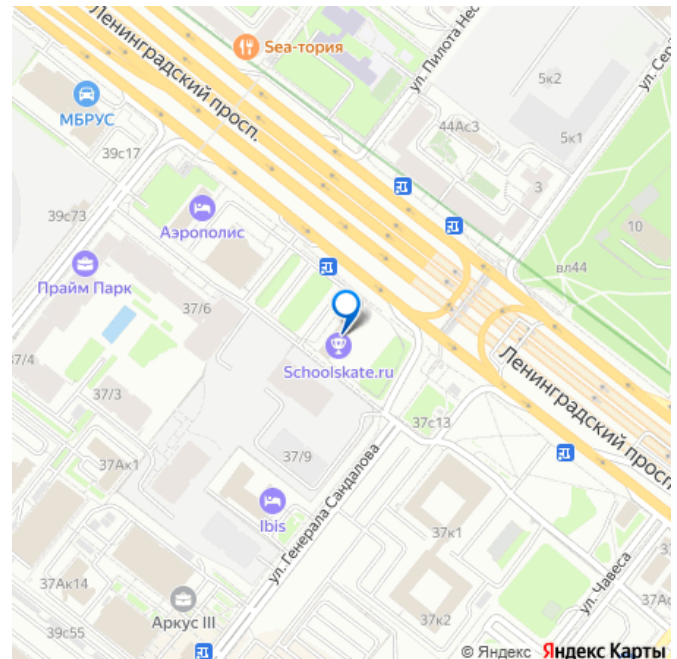 Ленинградский просп.
Sea-тория
ул. Пилота Нес
ул. Сер
5к2
МБРУС
44Ас3
5к1
39с17
3
39с73
Аэрополис
10
вл44
Прайм Парк
37/6
37/4
Schoolskate.ru
Ленинградский просп.
37/3
37с13
37Ак1
37/9
ул. Генерала Сандалова
Ibis
37к1
ул. Чавеса
37Ак14
37Ас
Аркус III
37к2
39с55
© Яндекс Яндекс Карты